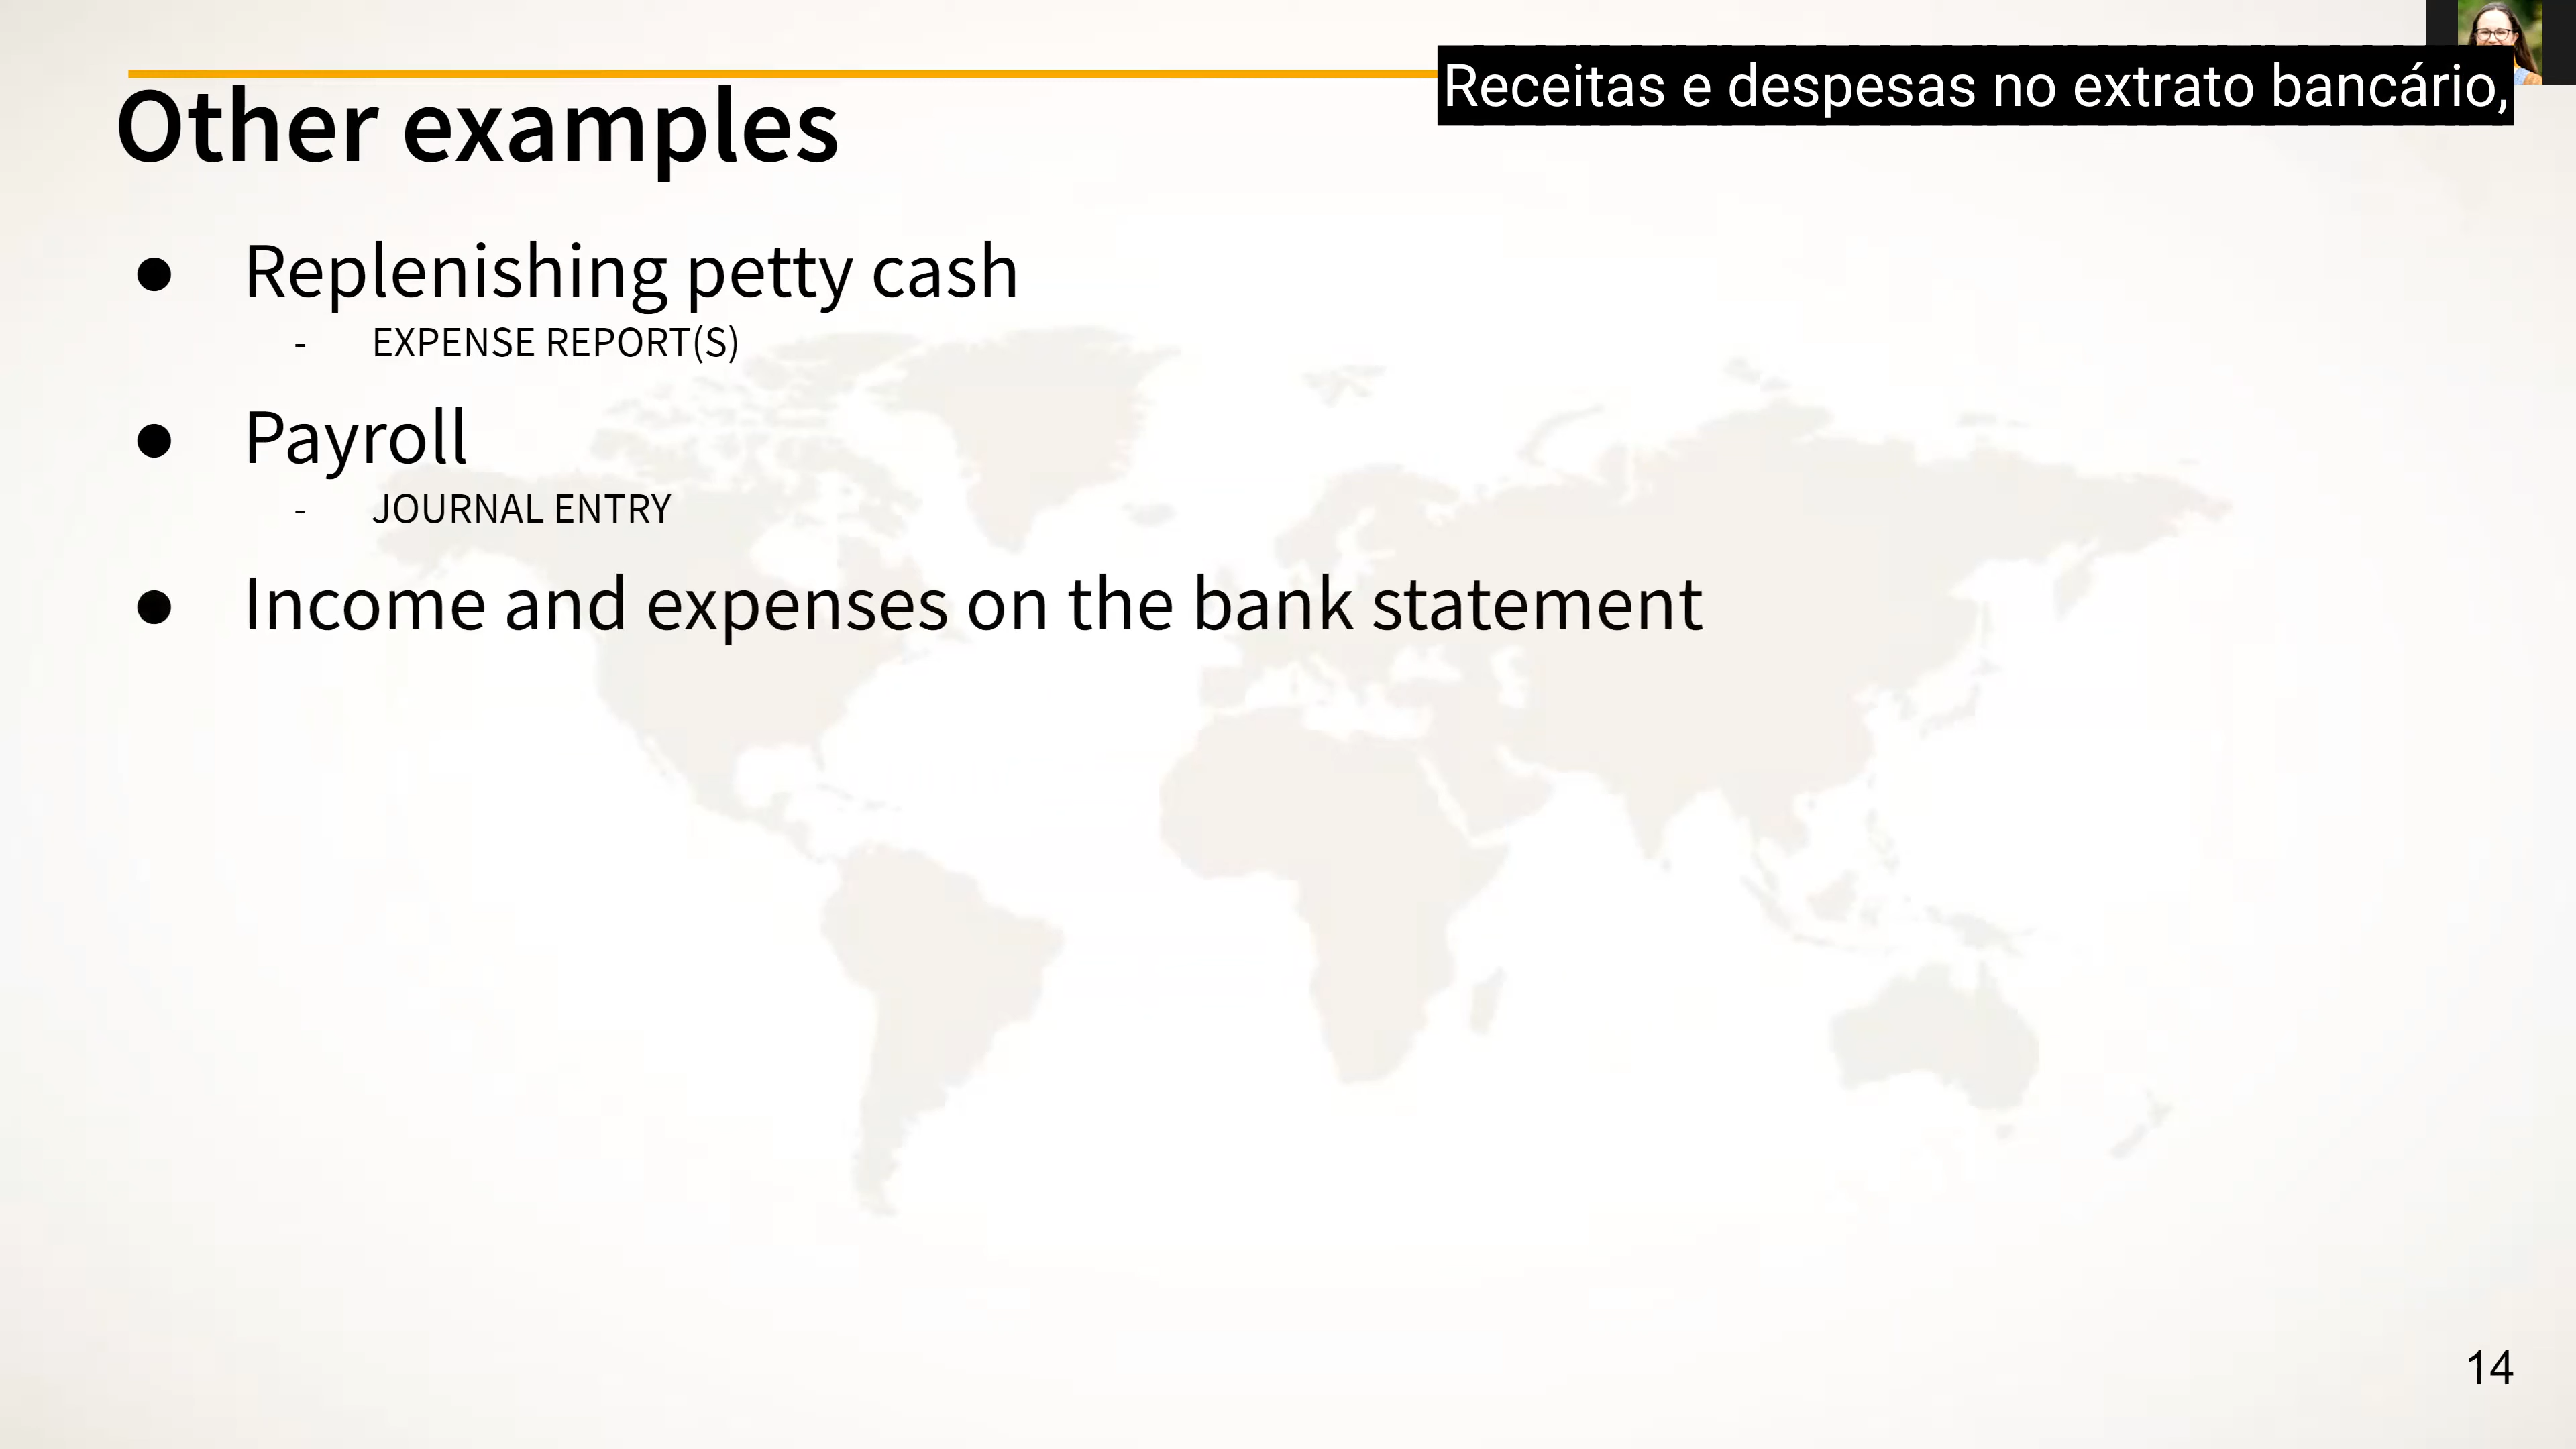 Receitas e despesas no extrato bancário,
Other examples
● Replenishing petty cash
- EXPENSE REPORT(S)
● Payroll
- JOURNAL ENTRY
● Income and expenses on the bank statement
14